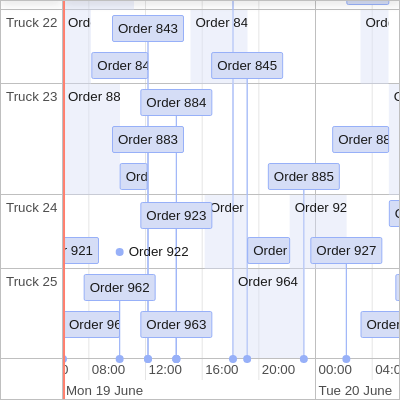 Truck 22
Ord
Order 843
Order 84
Ord
Order 84
Order 845
Truck 23
Order 88
Order 884
Order 883
Order 88
Ord
Order 885
Truck 24
Order 923
Order
Order 92
921
Order 922
Order
Order 927
Truck 25
Order 962
Order 964
Order 96
Order 963
Order
08:00
12:00
16:00
20:00
00:00
04:0
Mon 19 June
Tue 20 June